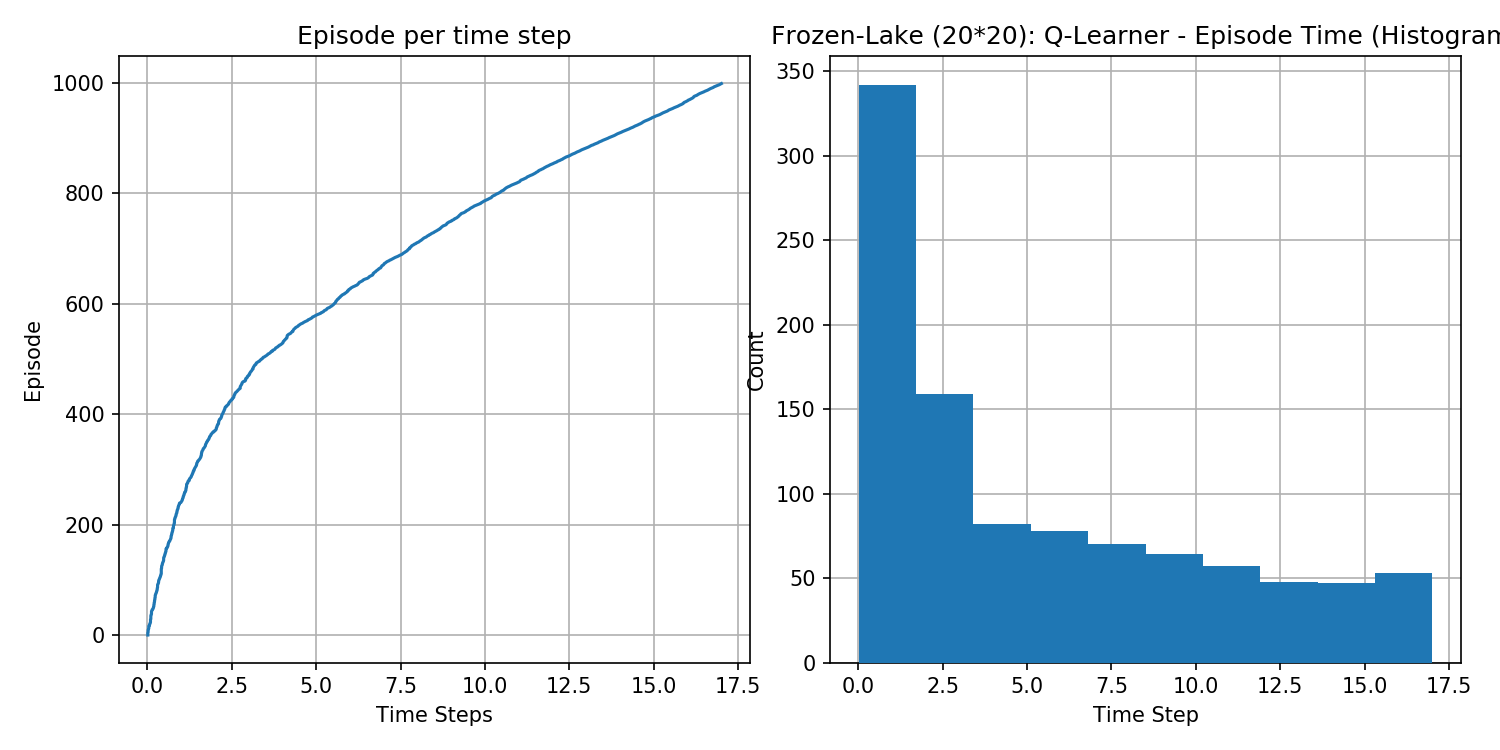 Episode per time step
Episode
1000
800
600
400
200
0
0.0 2.5 5.0 7.5 10.0 12.5 15.0 17.5
Time Steps
Frozen-Lake (20*20): Q-Learner - Episode Time (Histogram
Count
350
300
250
200
150
100
50
0
0.0 2.5 5.0 7.5 10.0 12.5 15.0 17.5
Time Step